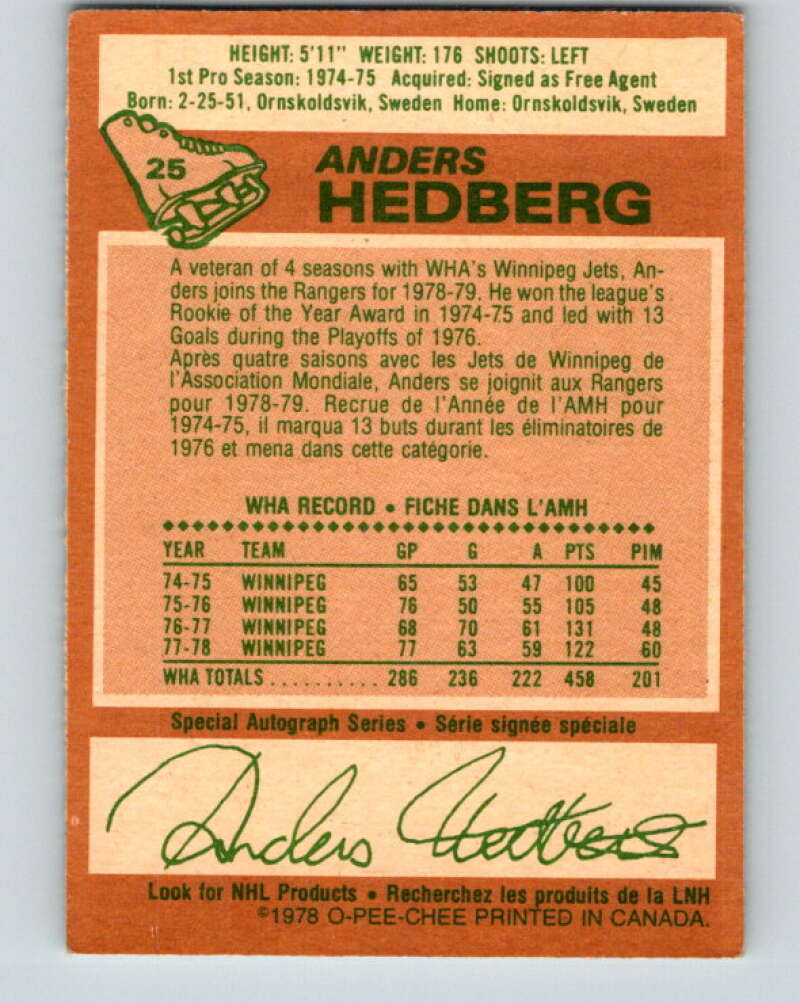 HEIGHT: 5'11" WEIGHT: 176 SHOOTS: LEFT
1st Pro Season: 1974-75 Acquired: Signed as Free Agent
Born: 2-25-51, Ornskoldsvik, Sweden Home: Ornskoldsvik, Sweden
25
ANDERS
HEDBERG
A veteran of 4 seasons with WHA's Winnipeg Jets, An-
ders joins the Rangers for 1978-79. He won the league's
Rookie of the Year Award in 1974-75 and led with 13
Goals during the Playoffs of 1976.
Après quatre saisons avec les Jets de Winnipeg de
l'Association Mondiale, Anders se joignit aux Rangers
pour 1978-79. Recrue de l'Année de l'AMH pour
1974-75, il marqua 13 buts durant les éliminatoires de
1976 et mena dans cette catégorie.
WHA RECORD • FICHE DANS L'AMH
YEAR TEAM GP G A PTS PIM
74-75 WINNIPEG 65 53 47 100 45
75-76 WINNIPEG 76 50 55 105 48
76-77 WINNIPEG 68 70 61 131 48
77-78 WINNIPEG 77 63 59 122 60
WHA TOTALS .......... 286 236 222 458 201
Special Autograph Series • Série signée spéciale
Anders Hedberg
Look for NHL Products • Recherchez les produits de la LNH
©1978 O-PEE-CHEE PRINTED IN CANADA.